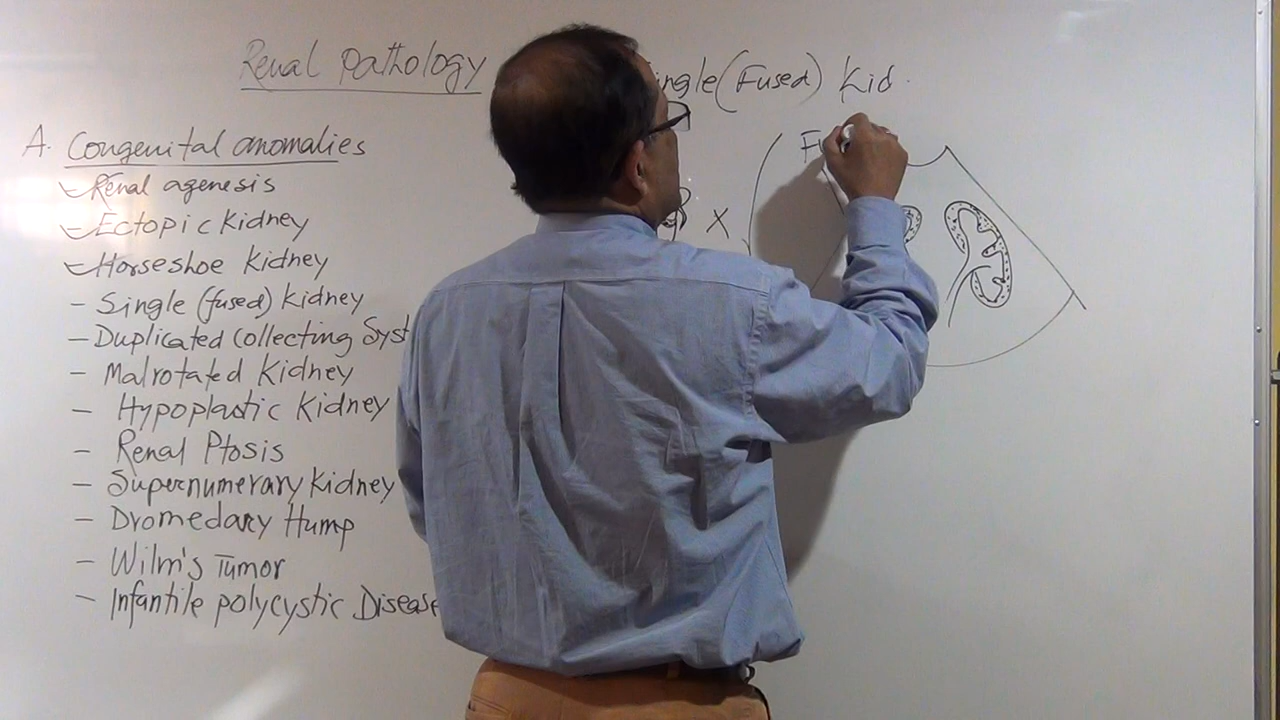 Renal pathology
ingle (Fused) Kid.
A. Congenital anomalies
Renal agenesis
Ectopic Kidney
Horseshoe Kidney
- Single (fused) Kidney
- Duplicated Collecting Syst
- Malrotated Kidney
- Hypoplastic Kidney
- Renal Ptosis
- Supernumerary Kidney
- Dromedary Hump
- Wilm's Tumor
- Infantile polycystic Disease
X